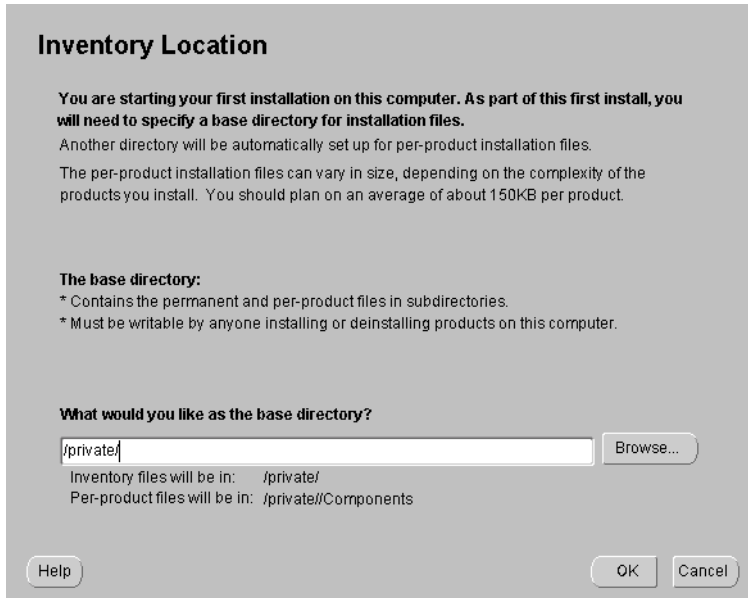 Inventory Location
You are starting your first installation on this computer. As part of this first install, you
will need to specify a base directory for installation files.
Another directory will be automatically set up for per-product installation files.
The per-product installation files can vary in size, depending on the complexity of the
products you install. You should plan on an average of about 150KB per product.
The base directory:
* Contains the permanent and per-product files in subdirectories.
* Must be writable by anyone installing or deinstalling products on this computer.
What would you like as the base directory?
/private/
Browse...
Inventory files will be in: /private/
Per-product files will be in: /private//Components
Help
OK
Cancel